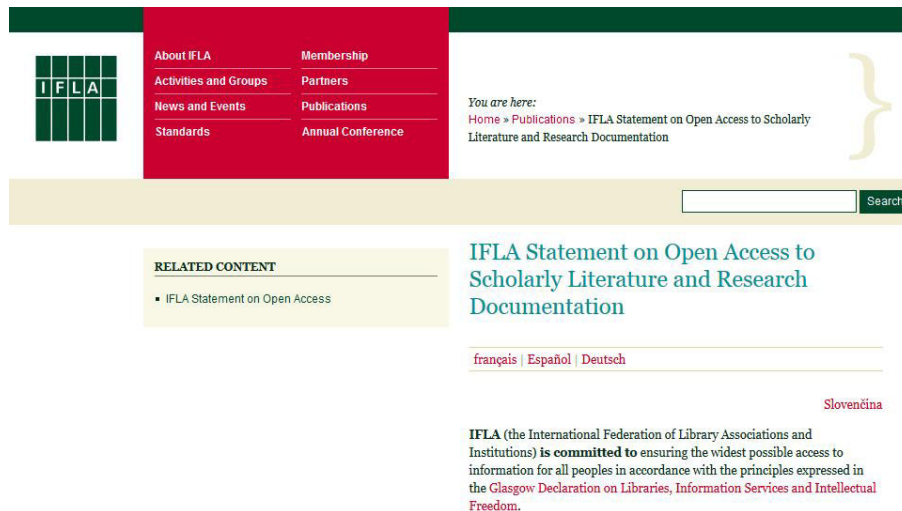 IFLA
About IFLA
Activities and Groups
News and Events
Standards
Membership
Partners
Publications
Annual Conference
You are here:
Home » Publications » IFLA Statement on Open Access to Scholarly
Literature and Research Documentation
Search
RELATED CONTENT
▪ IFLA Statement on Open Access
IFLA Statement on Open Access to
Scholarly Literature and Research
Documentation
français | Español | Deutsch
Slovenčina
IFLA (the International Federation of Library Associations and
Institutions) is committed to ensuring the widest possible access to
information for all peoples in accordance with the principles expressed in
the Glasgow Declaration on Libraries, Information Services and Intellectual
Freedom.